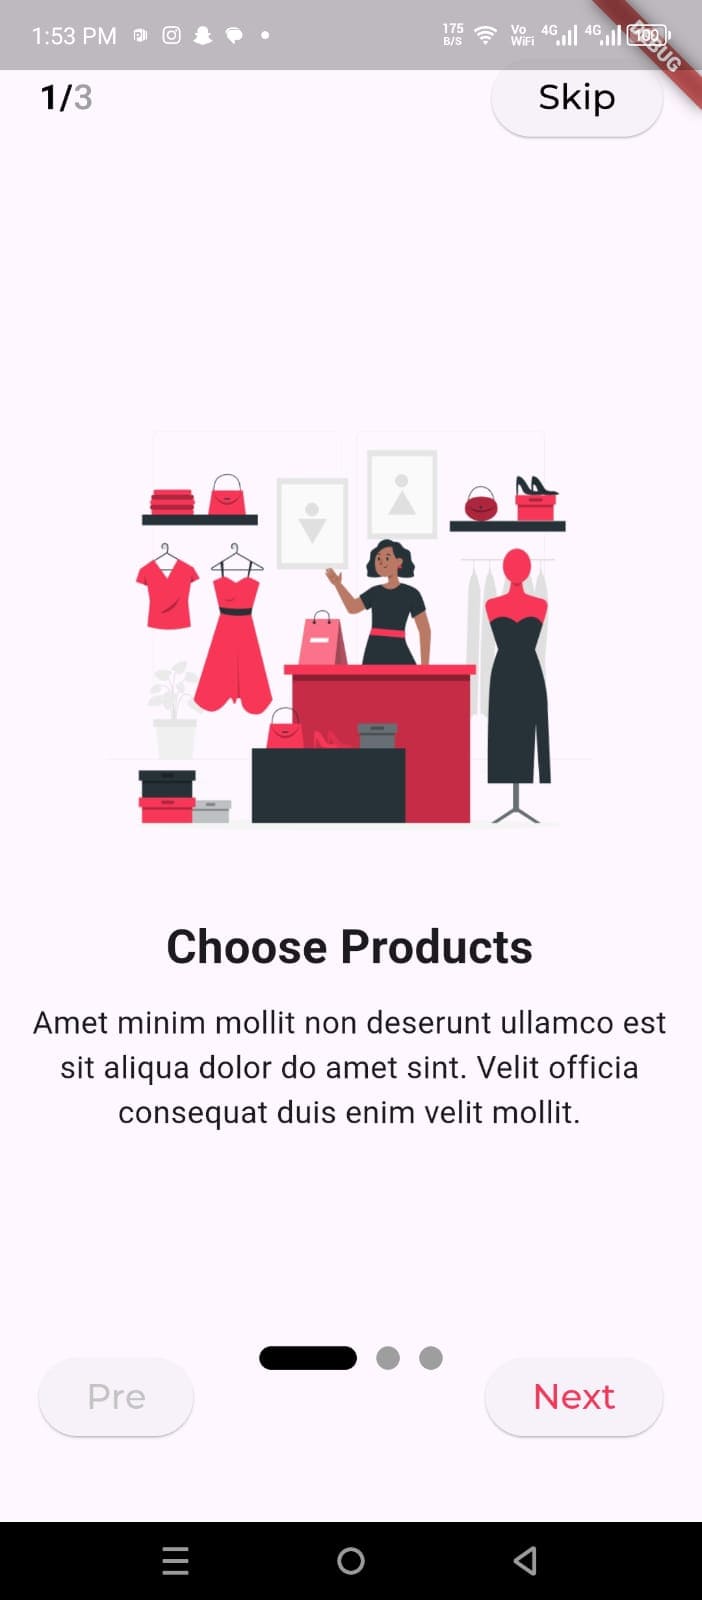 1:53 PM
175
B/S
Vo
WiFi
4G
4G
100
DEBUG
1/3
Skip
Choose Products
Amet minim mollit non deserunt ullamco est
sit aliqua dolor do amet sint. Velit officia
consequat duis enim velit mollit.
Pre
Next